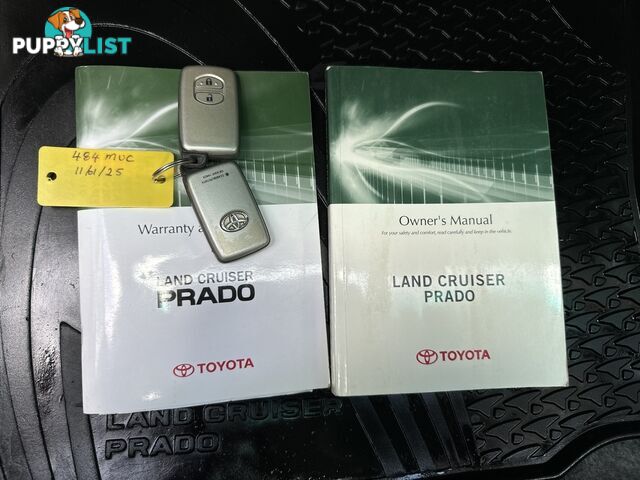 PUPPYLIST
484 MUC
11/1/25
Warranty a
LAND CRUISER
PRADO
TOYOTA
Owner's Manual
For your safety and comfort, read carefully and keep in the vehicle.
LAND CRUISER
PRADO
TOYOTA
LAND CRUISER
PRADO